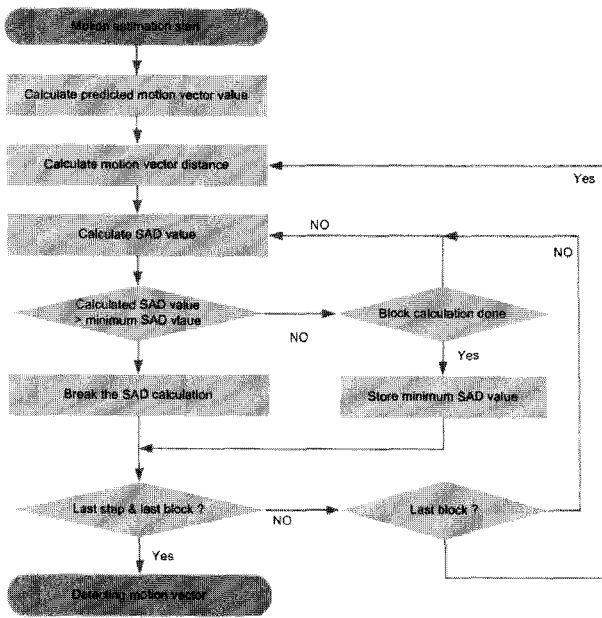 Motion estimation start
Calculate predicted motion vector value
Calculate motion vector distance
Yes
Calculate SAD value
NO
NO
Calculated SAD value
> minimum SAD vlaue
NO
Block calculation done
Yes
Break the SAD calculation
Store minimum SAD value
Last step & last block ?
NO
Last block ?
Yes
Detecting motion vector